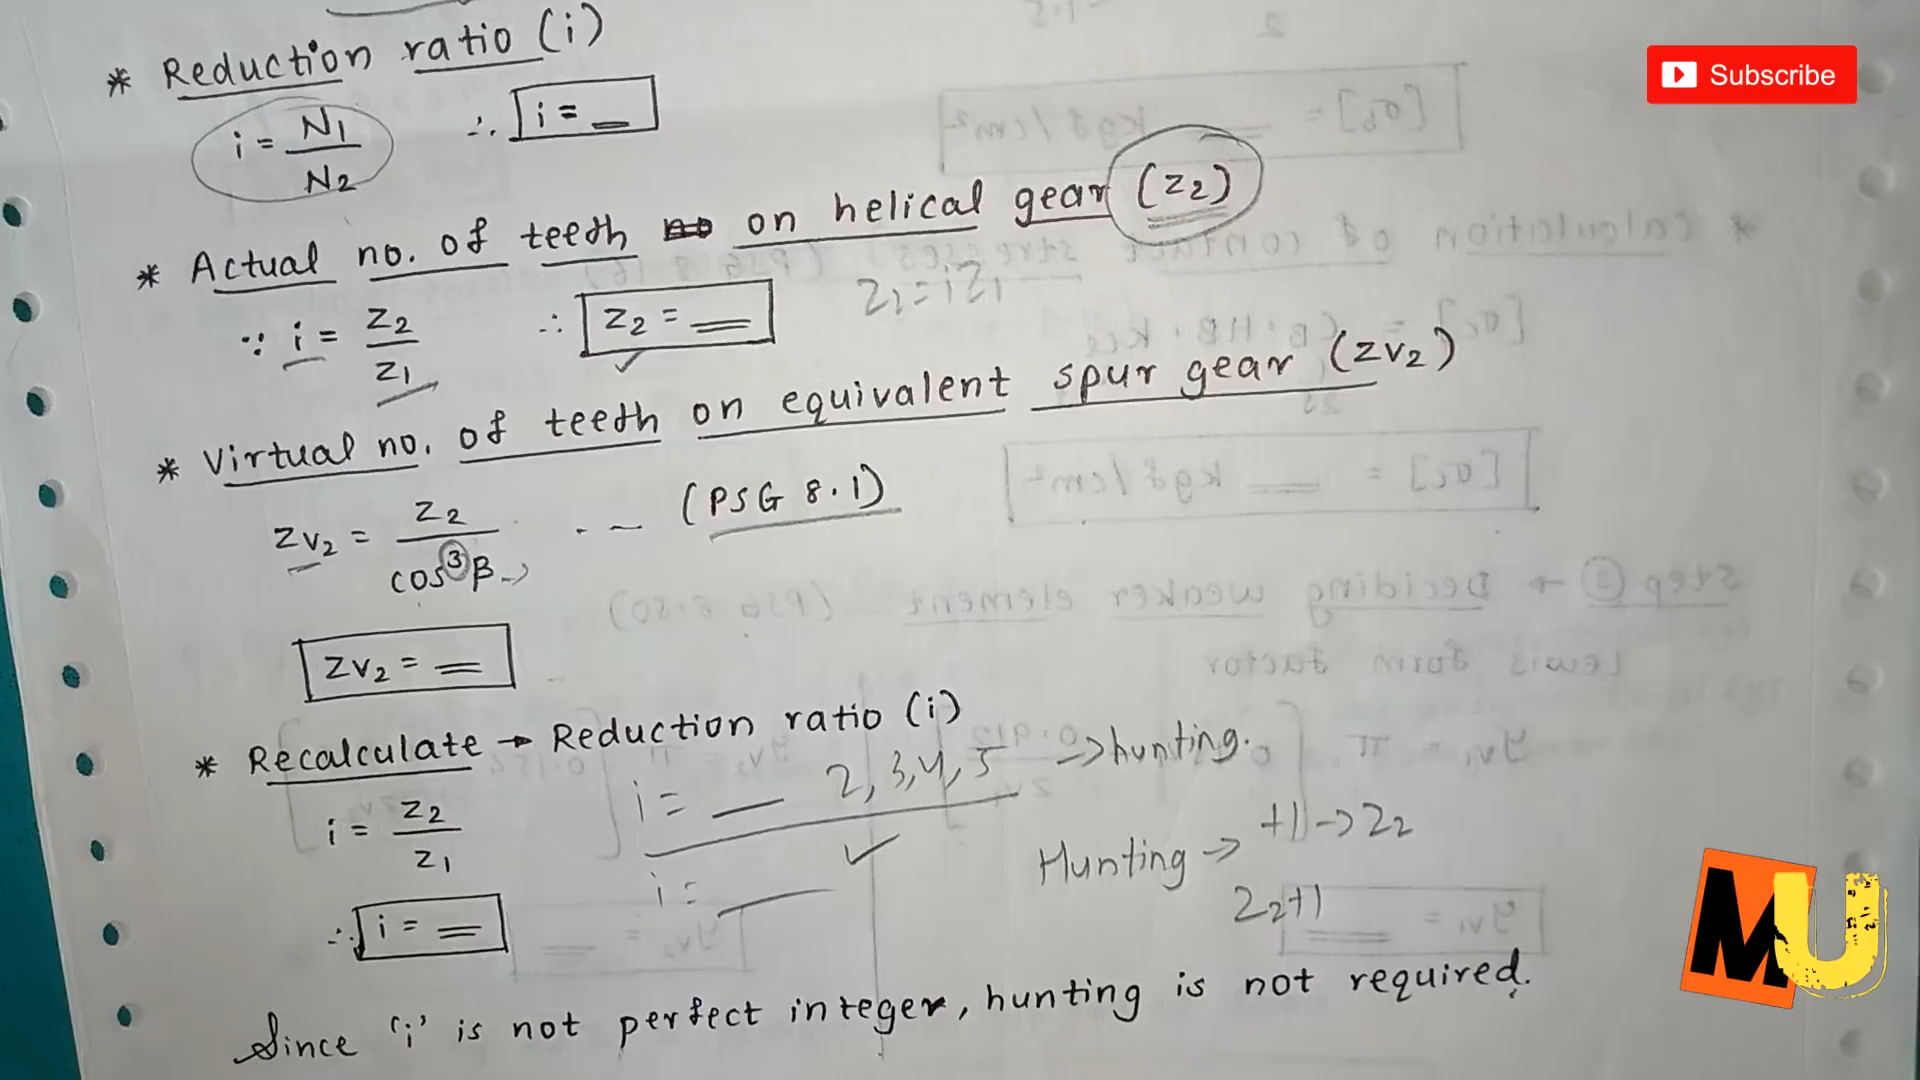 Subscribe
* Reduction ratio (i)
i = N1/N2 ∴ i = __
* Actual no. of teeth on helical gear (Z2)
∵ i = Z2/Z1 ∴ Z2 = __ Z2 = iZ1
* Virtual no. of teeth on equivalent spur gear (Zv2)
Zv2 = Z2/cos³β -- (PSG 8.1)
Zv2 = __
* Recalculate → Reduction ratio (i)
i = __ 2, 3, 4, 5 → hunting.
i = Z2/Z1
i = __
Hunting → +1 → Z2
Z2+1
∴ i = __
Since 'i' is not perfect integer, hunting is not required.
MU